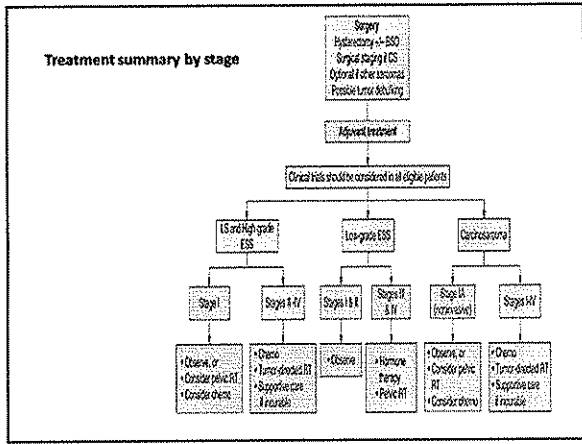 Treatment summary by stage
Surgery
Hysterectomy +/- BSO
Surgical staging if CS
Optional if other sarcomas
Possible tumor debulking
Adjuvant treatment
Clinical trials should be considered in all eligible patients
LS and High grade
ESS
Low-grade ESS
Carcinosarcoma
Stage I
Stages II-IV
Stages I & II
Stages III
& IV
Stage IA
(noninvasive)
Stages I-IV
• Observe, or
• Consider pelvic RT
• Consider chemo
• Chemo
• Tumor-directed RT
• Supportive care
if incurable
• Observe
• Hormone
therapy
• Pelvic RT
• Observe, or
• Consider pelvic
RT
• Consider chemo
• Chemo
• Tumor-directed RT
• Supportive care
if incurable